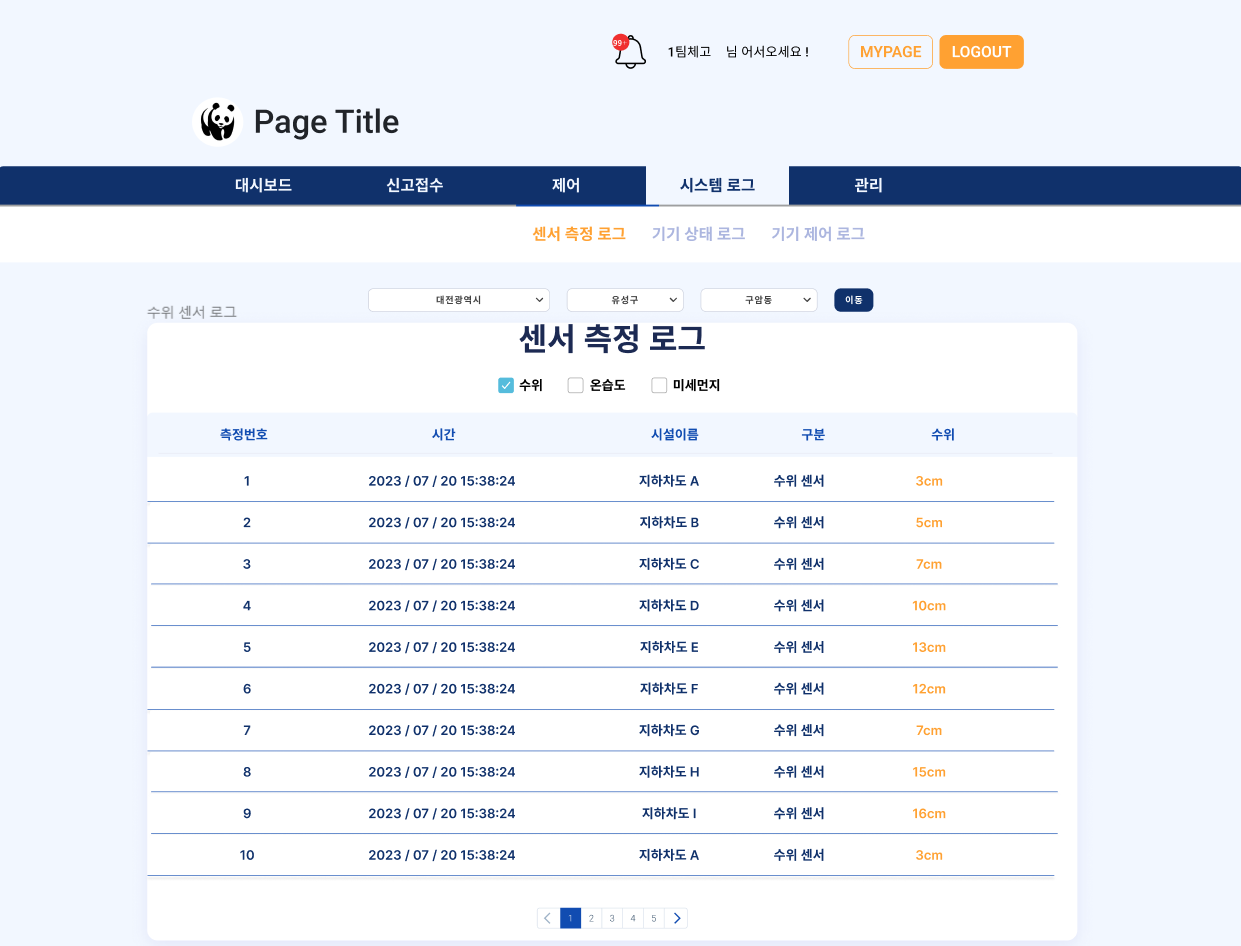 99+
1팀체고 님 어서오세요 !
MYPAGE
LOGOUT
Page Title
대시보드 신고접수 제어 시스템 로그 관리
센서 측정 로그 기기 상태 로그 기기 제어 로그
대전광역시 유성구 구암동 이동
수위 센서 로그
센서 측정 로그
수위 온습도 미세먼지
측정번호 시간 시설이름 구분 수위
1 2023 / 07 / 20 15:38:24 지하차도 A 수위 센서 3cm
2 2023 / 07 / 20 15:38:24 지하차도 B 수위 센서 5cm
3 2023 / 07 / 20 15:38:24 지하차도 C 수위 센서 7cm
4 2023 / 07 / 20 15:38:24 지하차도 D 수위 센서 10cm
5 2023 / 07 / 20 15:38:24 지하차도 E 수위 센서 13cm
6 2023 / 07 / 20 15:38:24 지하차도 F 수위 센서 12cm
7 2023 / 07 / 20 15:38:24 지하차도 G 수위 센서 7cm
8 2023 / 07 / 20 15:38:24 지하차도 H 수위 센서 15cm
9 2023 / 07 / 20 15:38:24 지하차도 I 수위 센서 16cm
10 2023 / 07 / 20 15:38:24 지하차도 A 수위 센서 3cm
1 2 3 4 5